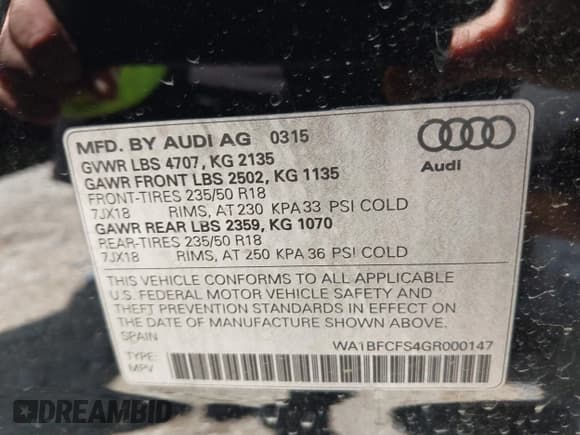 MFD. BY AUDI AG 0315
GVWR LBS 4707, KG 2135
GAWR FRONT LBS 2502, KG 1135
FRONT-TIRES 235/50 R18
7JX18 RIMS, AT 230 KPA 33 PSI COLD
GAWR REAR LBS 2359, KG 1070
REAR-TIRES 235/50 R18
7JX18 RIMS, AT 250 KPA 36 PSI COLD
Audi
THIS VEHICLE CONFORMS TO ALL APPLICABLE
U.S. FEDERAL MOTOR VEHICLE SAFETY AND
THEFT PREVENTION STANDARDS IN EFFECT ON
THE DATE OF MANUFACTURE SHOWN ABOVE.
SPAIN
WA1BFCFS4GR000147
TYPE:
MPV
DREAMBID